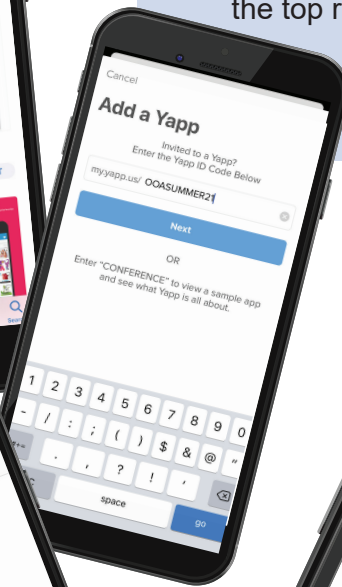 the top r
Cancel
Add a Yapp
Invited to a Yapp?
Enter the Yapp ID Code Below
my.yapp.us/ OOASUMMER21
Next
OR
Enter "CONFERENCE" to view a sample app
and see what Yapp is all about.
1 2 3 4 5 6 7 8 9 0
- / : ; ( ) $ & @ "
#+= . , ? ! '
space go